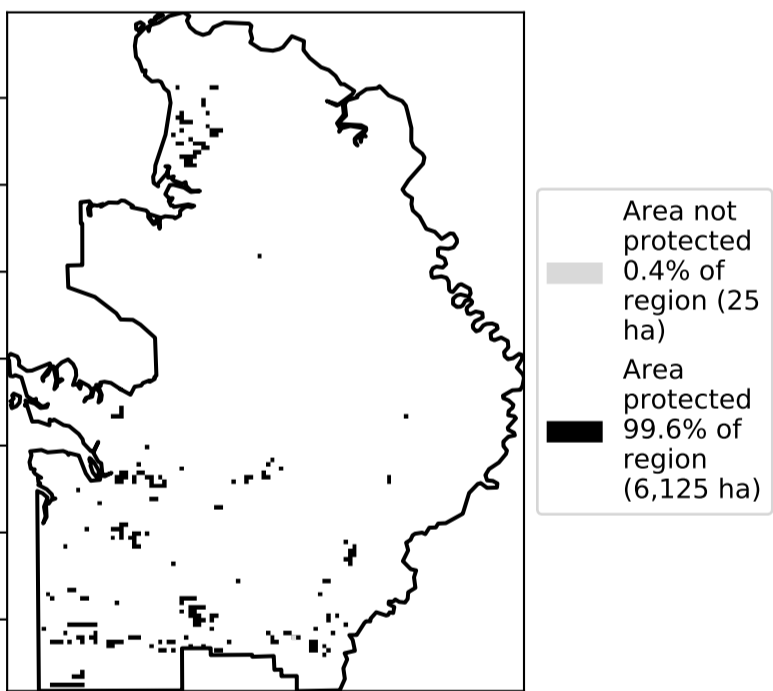 Area not
protected
0.4% of
region (25
ha)
Area
protected
99.6% of
region
(6,125 ha)